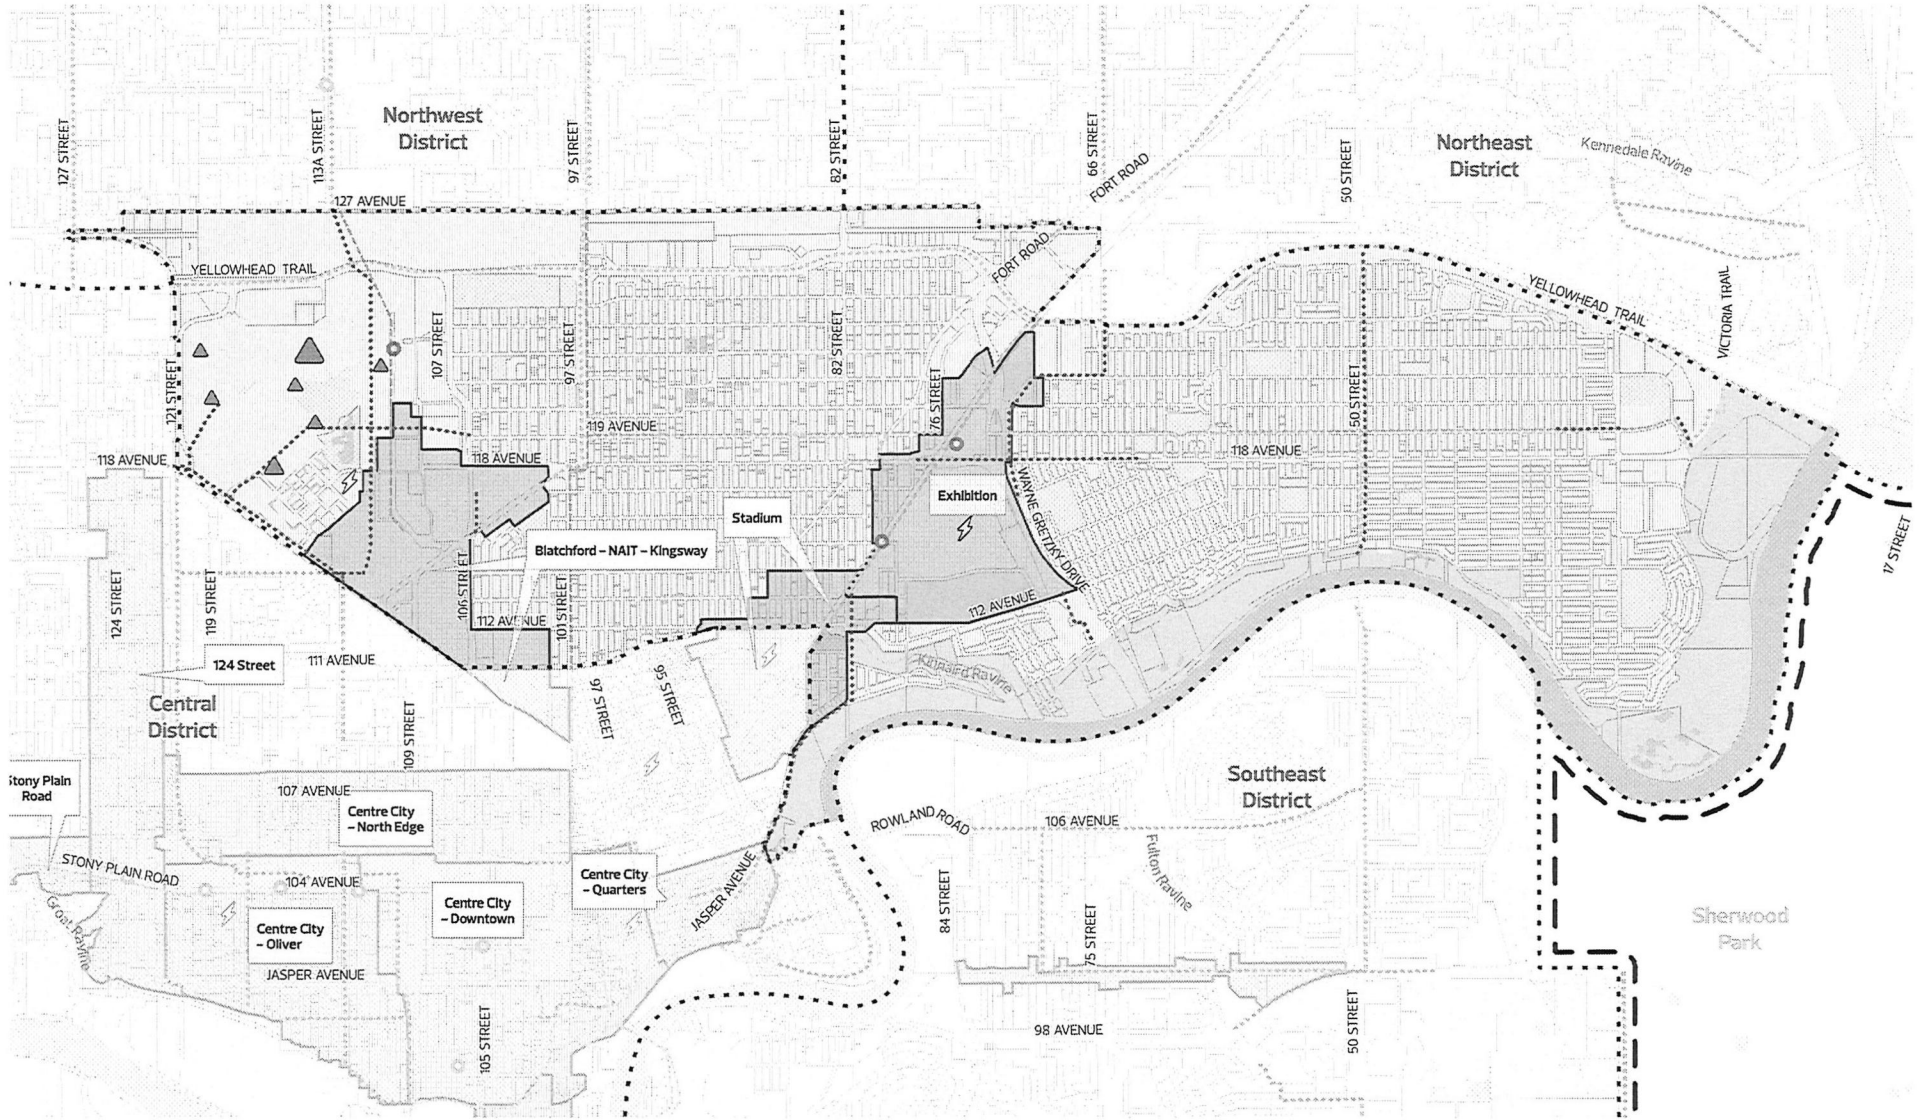 Northwest
District
Northeast
District
Kennedale Ravine
127 STREET
113A STREET
97 STREET
82 STREET
66 STREET
FORT ROAD
50 STREET
127 AVENUE
YELLOWHEAD TRAIL
FORT ROAD
YELLOWHEAD TRAIL
VICTORIA TRAIL
121 STREET
107 STREET
97 STREET
82 STREET
76 STREET
50 STREET
119 AVENUE
118 AVENUE
118 AVENUE
118 AVENUE
Exhibition
Stadium
WAYNE GRETZKY DRIVE
17 STREET
Blatchford – NAIT – Kingsway
124 STREET
119 STREET
106 STREET
101 STREET
112 AVENUE
112 AVENUE
111 AVENUE
124 Street
Kinnaird Ravine
95 STREET
97 STREET
Central
District
109 STREET
Stony Plain
Road
107 AVENUE
Centre City
– North Edge
Southeast
District
ROWLAND ROAD
106 AVENUE
Fulton Ravine
STONY PLAIN ROAD
104 AVENUE
Centre City
– Quarters
Centre City
– Downtown
JASPER AVENUE
84 STREET
75 STREET
Groat Ravine
Centre City
– Oliver
JASPER AVENUE
Sherwood
Park
105 STREET
98 AVENUE
50 STREET